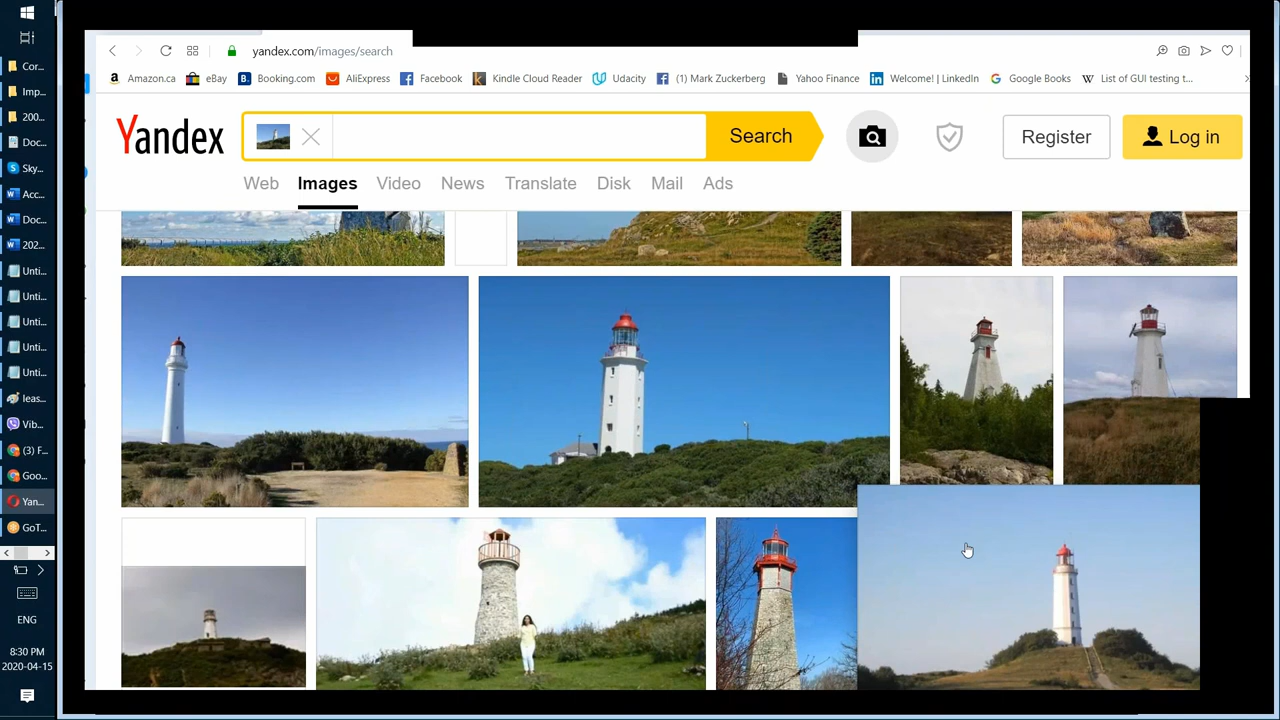 yandex.com/images/search
Amazon.ca eBay Booking.com AliExpress Facebook Kindle Cloud Reader Udacity (1) Mark Zuckerberg Yahoo Finance Welcome! | LinkedIn Google Books List of GUI testing t...
Yandex Search Register Log in
Web Images Video News Translate Disk Mail Ads
Cor...
Imp...
200...
Doc...
Sky...
Acc...
Doc...
202...
Unti...
Unti...
Unti...
Unti...
Unti...
leas...
Vib...
(3) F...
Goo...
Yan...
GoT...
ENG
8:30 PM
2020-04-15